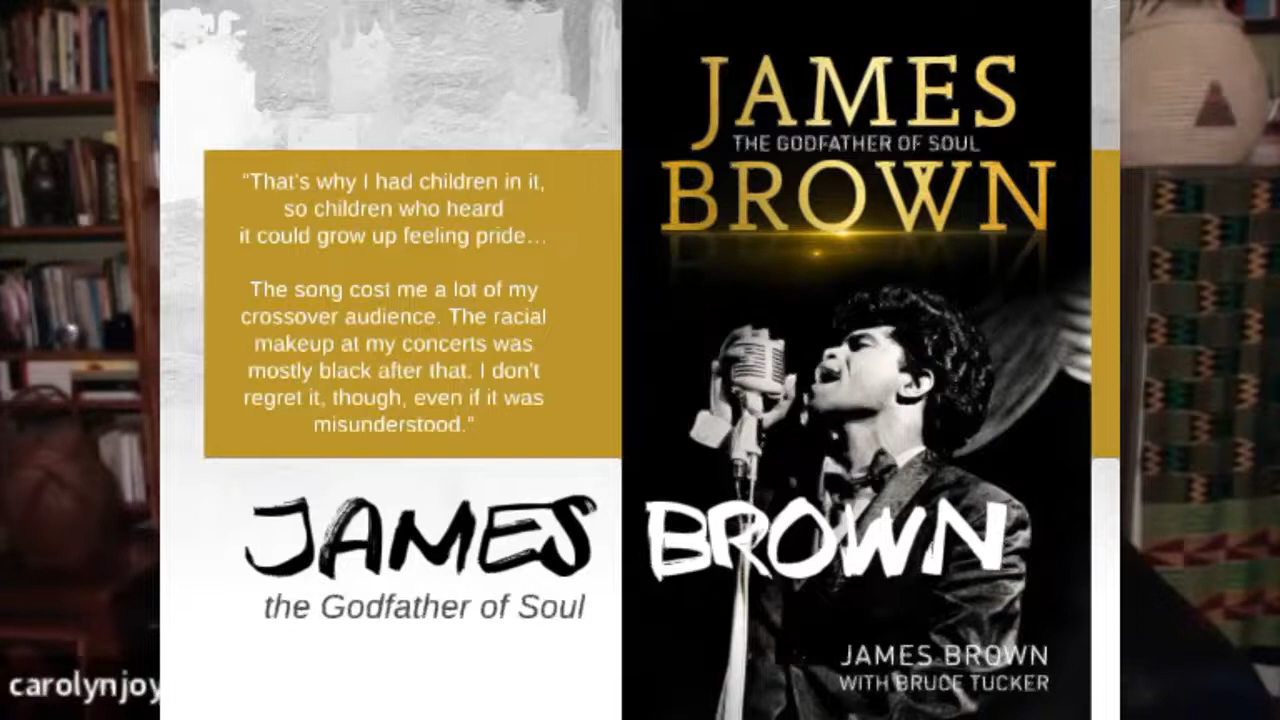 "That's why I had children in it,
so children who heard
it could grow up feeling pride…
The song cost me a lot of my
crossover audience. The racial
makeup at my concerts was
mostly black after that. I don't
regret it, though, even if it was
misunderstood."
JAMES BROWN
the Godfather of Soul
JAMES
THE GODFATHER OF SOUL
BROWN
JAMES BROWN
WITH BRUCE TUCKER
carolynjoy